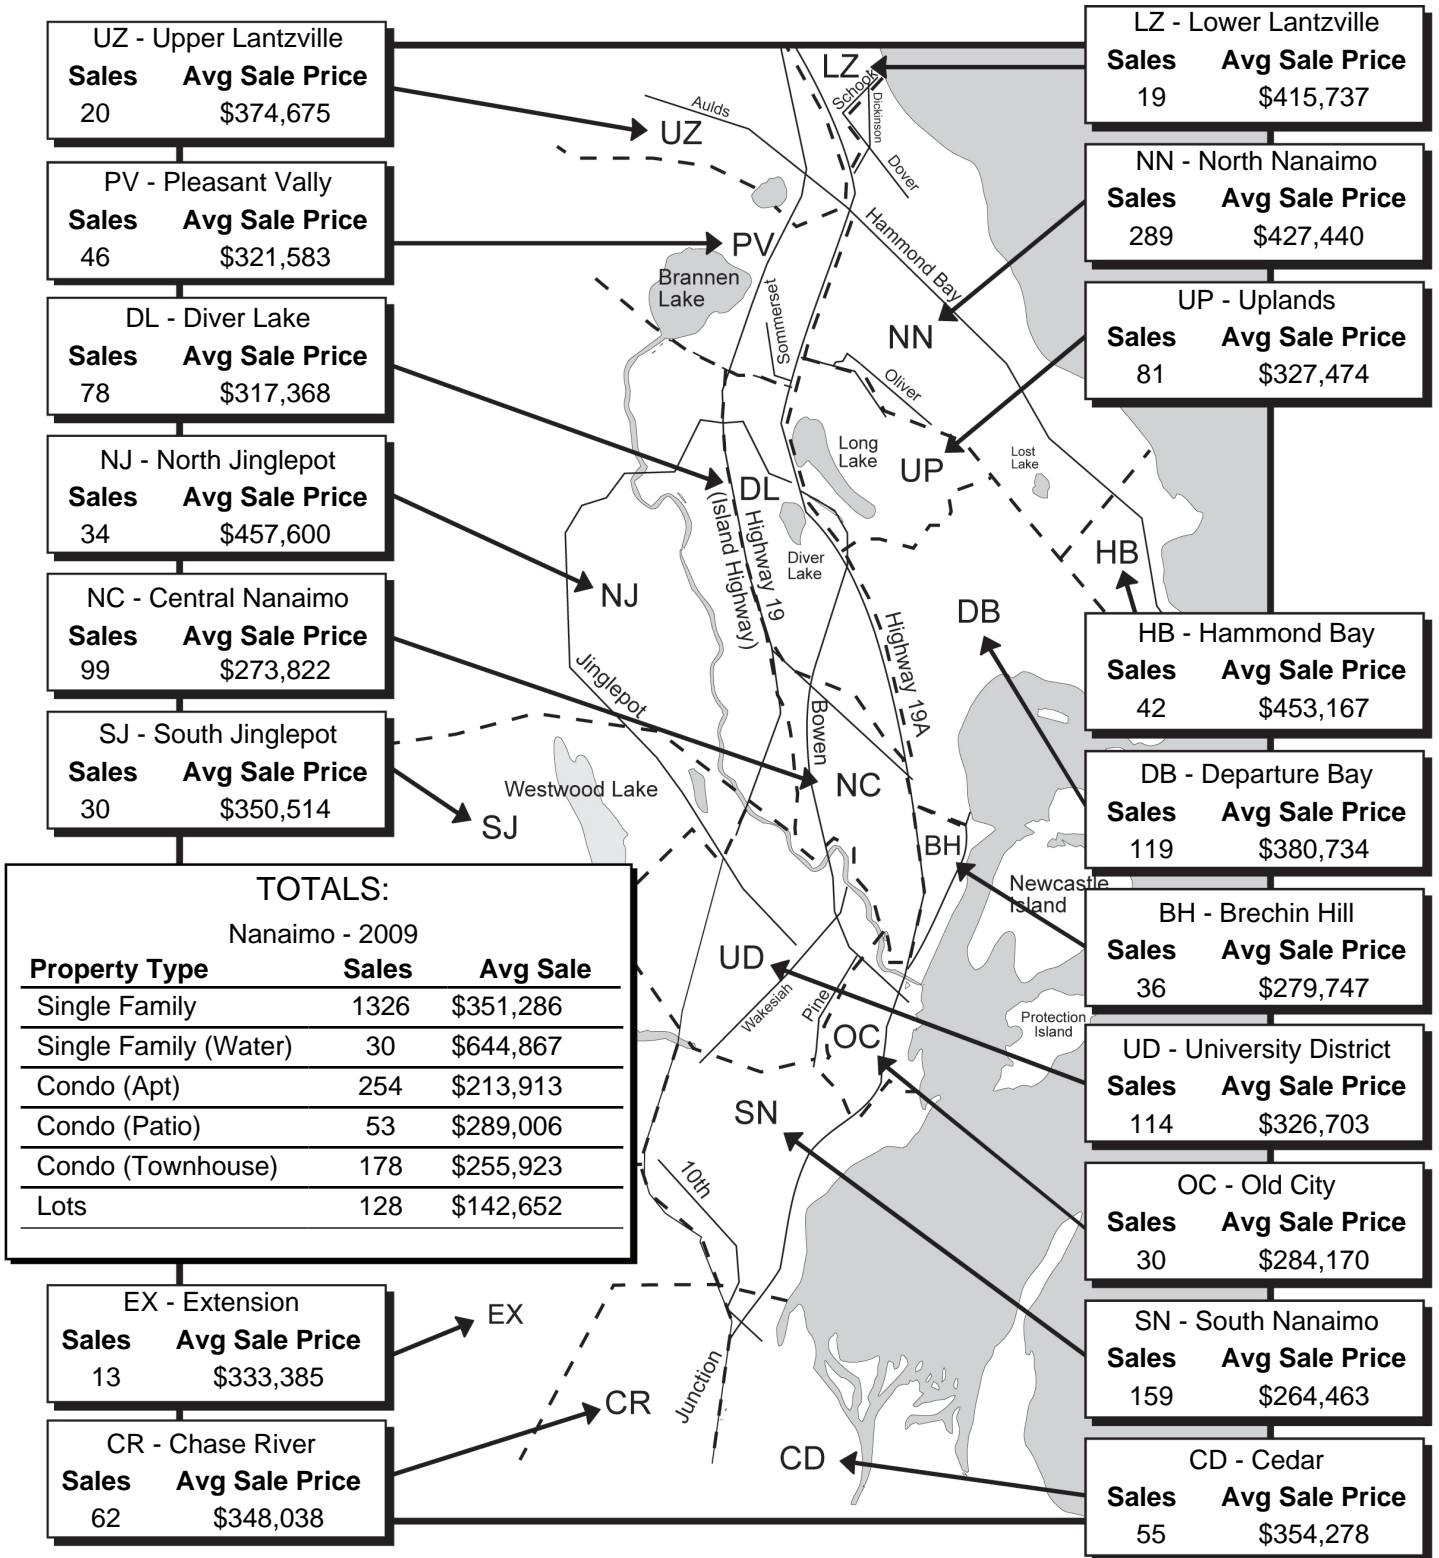 UZ - Upper Lantzville
Sales Avg Sale Price
20 $374,675
PV - Pleasant Vally
Sales Avg Sale Price
46 $321,583
DL - Diver Lake
Sales Avg Sale Price
78 $317,368
NJ - North Jinglepot
Sales Avg Sale Price
34 $457,600
NC - Central Nanaimo
Sales Avg Sale Price
99 $273,822
SJ - South Jinglepot
Sales Avg Sale Price
30 $350,514
TOTALS:
Nanaimo - 2009
Property Type Sales Avg Sale
Single Family 1326 $351,286
Single Family (Water) 30 $644,867
Condo (Apt) 254 $213,913
Condo (Patio) 53 $289,006
Condo (Townhouse) 178 $255,923
Lots 128 $142,652
EX - Extension
Sales Avg Sale Price
13 $333,385
CR - Chase River
Sales Avg Sale Price
62 $348,038
LZ
Schook
Dickinson
Aulds
UZ
Dover
Hammond Bay
PV
Brannen
Lake
Sommerset
NN
Oliver
Long
Lake
UP
Lost
Lake
DL
Highway 19
(Island Highway)
Diver
Lake
HB
NJ
DB
Highway 19A
Jinglepot
Bowen
NC
Westwood Lake
SJ
BH
Newcastle
Island
UD
Wakesiah
Pine
Protection
Island
OC
SN
10th
EX
Junction
CR
CD
LZ - Lower Lantzville
Sales Avg Sale Price
19 $415,737
NN - North Nanaimo
Sales Avg Sale Price
289 $427,440
UP - Uplands
Sales Avg Sale Price
81 $327,474
HB - Hammond Bay
Sales Avg Sale Price
42 $453,167
DB - Departure Bay
Sales Avg Sale Price
119 $380,734
BH - Brechin Hill
Sales Avg Sale Price
36 $279,747
UD - University District
Sales Avg Sale Price
114 $326,703
OC - Old City
Sales Avg Sale Price
30 $284,170
SN - South Nanaimo
Sales Avg Sale Price
159 $264,463
CD - Cedar
Sales Avg Sale Price
55 $354,278